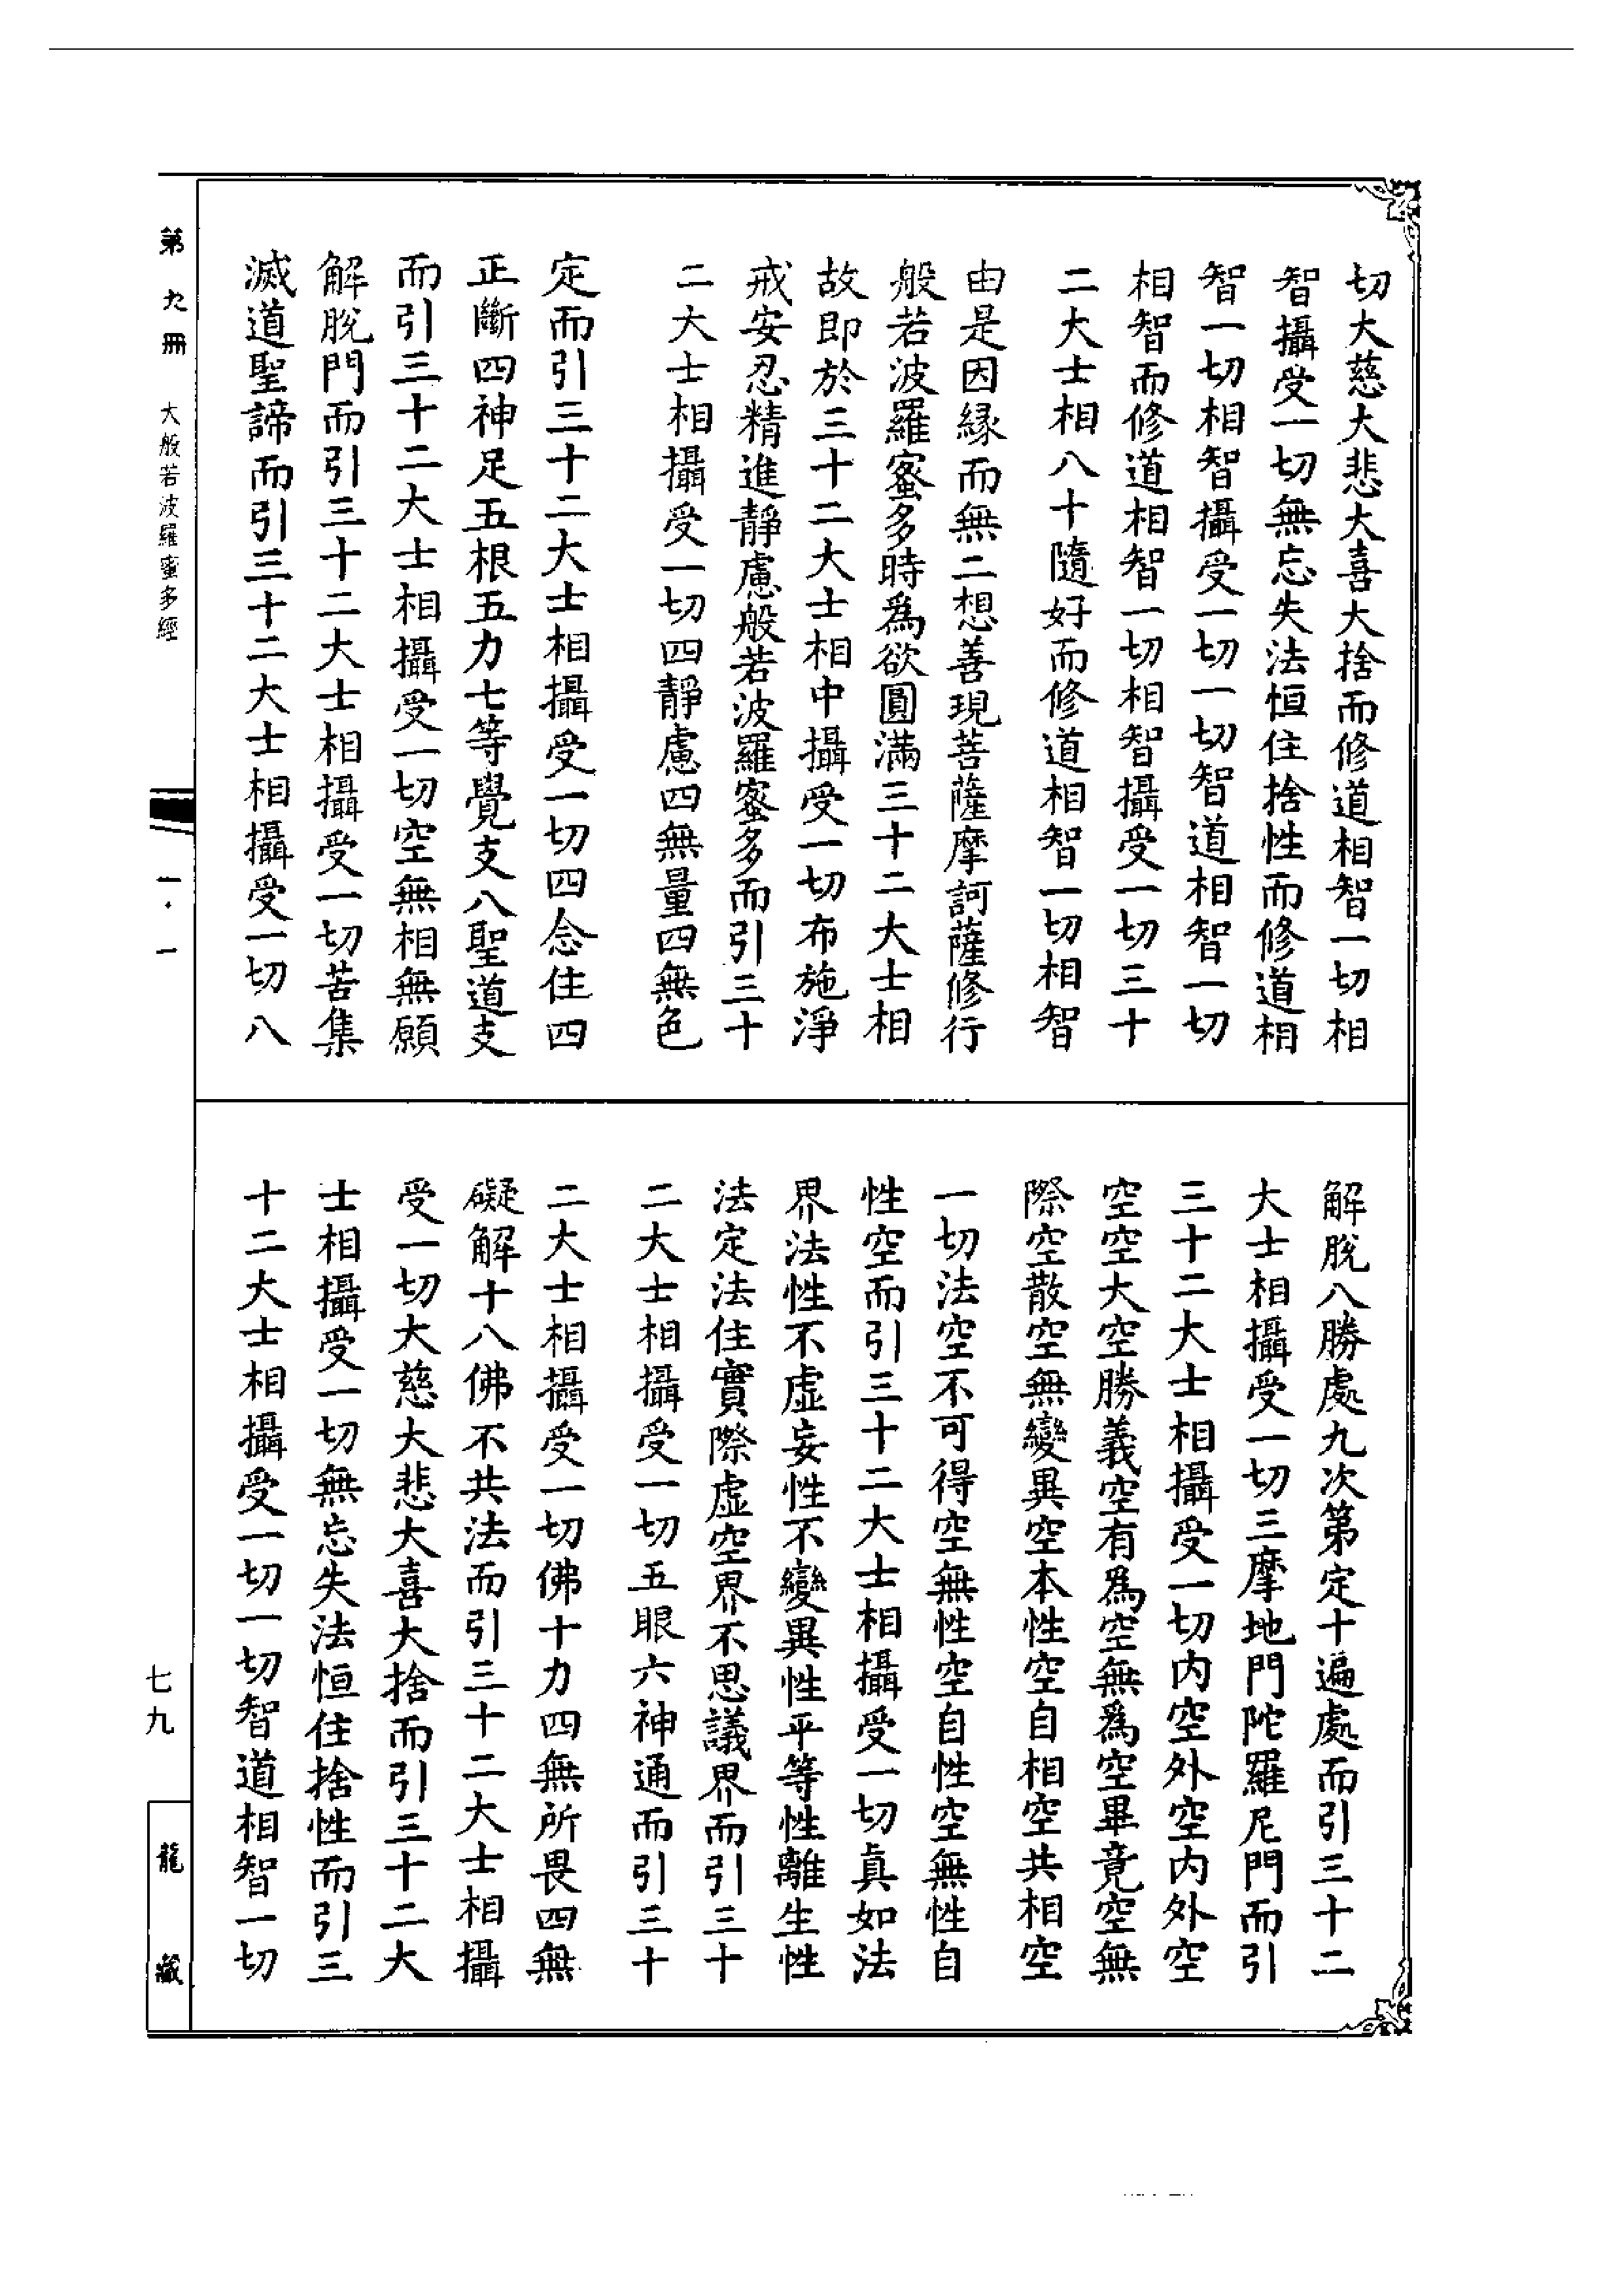 切大慈大悲大喜大捨而修道相智一切相
智攝受一切無忘失法恒住捨性而修道相
智一切相智攝受一切一切智道相智一切
相智而修道相智一切相智攝受一切三十
二大士相八十隨好而修道相智一切相智
由是因緣而無二想善現菩薩摩訶薩修行
般若波羅蜜多時爲欲圓滿三十二大士相
故即於三十二大士相中攝受一切布施淨
戒安忍精進靜慮般若波羅蜜多而引三十
二大士相攝受一切四靜慮四無量四無色
定而引三十二大士相攝受一切四念住四
正斷四神足五根五力七等覺支八聖道支
而引三十二大士相攝受一切空無相無願
解脫門而引三十二大士相攝受一切苦集
滅道聖諦而引三十二大士相攝受一切八
解脫八勝處九次第定十遍處而引三十二
大士相攝受一切三摩地門陀羅尼門而引
三十二大士相攝受一切内空外空内外空
空空大空勝義空有爲空無爲空畢竟空無
際空散空無變異空本性空自相空共相空
一切法空不可得空無性空自性空無性自
性空而引三十二大士相攝受一切眞如法
界法性不虛妄性不變異性平等性離生性
法定法住實際虛空界不思議界而引三十
二大士相攝受一切五眼六神通而引三十
二大士相攝受一切佛十力四無所畏四無
礙解十八佛不共法而引三十二大士相攝
受一切大慈大悲大喜大捨而引三十二大
士相攝受一切無忘失法恒住捨性而引三
十二大士相攝受一切一切智道相智一切
第九冊 大般若波羅蜜多經 一·一
七九
龍藏